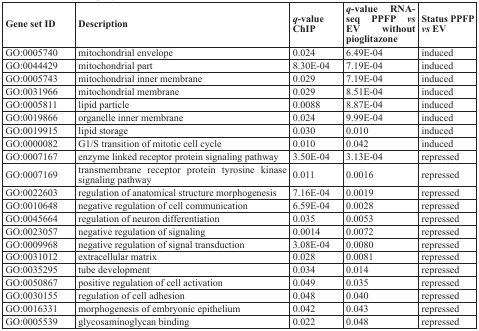 Gene set ID | Description | q-value ChIP | q-value RNA-seq PPFP vs EV without pioglitazone | Status PPFP vs EV
GO:0005740 | mitochondrial envelope | 0.024 | 6.49E-04 | induced
GO:0044429 | mitochondrial part | 8.30E-04 | 7.19E-04 | induced
GO:0005743 | mitochondrial inner membrane | 0.029 | 7.19E-04 | induced
GO:0031966 | mitochondrial membrane | 0.029 | 8.51E-04 | induced
GO:0005811 | lipid particle | 0.0088 | 8.87E-04 | induced
GO:0019866 | organelle inner membrane | 0.024 | 9.99E-04 | induced
GO:0019915 | lipid storage | 0.030 | 0.010 | induced
GO:0000082 | G1/S transition of mitotic cell cycle | 0.010 | 0.042 | induced
GO:0007167 | enzyme linked receptor protein signaling pathway | 3.50E-04 | 3.13E-04 | repressed
GO:0007169 | transmembrane receptor protein tyrosine kinase signaling pathway | 0.011 | 0.0016 | repressed
GO:0022603 | regulation of anatomical structure morphogenesis | 7.16E-04 | 0.0019 | repressed
GO:0010648 | negative regulation of cell communication | 6.59E-04 | 0.0028 | repressed
GO:0045664 | regulation of neuron differentiation | 0.035 | 0.0053 | repressed
GO:0023057 | negative regulation of signaling | 0.0014 | 0.0072 | repressed
GO:0009968 | negative regulation of signal transduction | 3.08E-04 | 0.0080 | repressed
GO:0031012 | extracellular matrix | 0.028 | 0.0081 | repressed
GO:0035295 | tube development | 0.034 | 0.014 | repressed
GO:0050867 | positive regulation of cell activation | 0.049 | 0.035 | repressed
GO:0030155 | regulation of cell adhesion | 0.048 | 0.040 | repressed
GO:0016331 | morphogenesis of embryonic epithelium | 0.042 | 0.043 | repressed
GO:0005539 | glycosaminoglycan binding | 0.022 | 0.048 | repressed